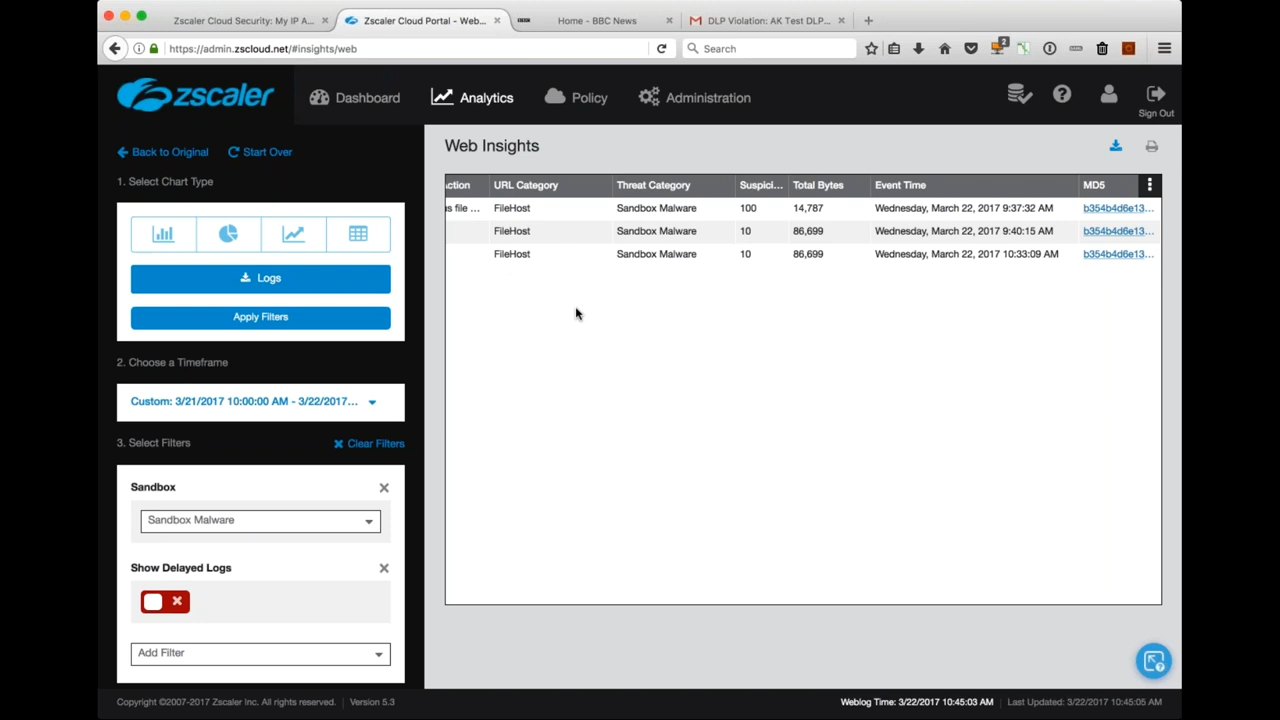 Zscaler Cloud Security: My IP A...
Zscaler Cloud Portal - Web...
BBC
Home - BBC News
DLP Violation: AK Test DLP...
https://admin.zscloud.net/#insights/web
Search
2
zscaler
Dashboard
Analytics
Policy
Administration
Sign Out
Back to Original
Start Over
1. Select Chart Type
Logs
Apply Filters
2. Choose a Timeframe
Custom: 3/21/2017 10:00:00 AM - 3/22/2017...
3. Select Filters
Clear Filters
Sandbox
Sandbox Malware
Show Delayed Logs
Add Filter
Web Insights
ction URL Category Threat Category Suspici... Total Bytes Event Time MD5
us file ... FileHost Sandbox Malware 100 14,787 Wednesday, March 22, 2017 9:37:32 AM b354b4d6e13...
FileHost Sandbox Malware 10 86,699 Wednesday, March 22, 2017 9:40:15 AM b354b4d6e13...
FileHost Sandbox Malware 10 86,699 Wednesday, March 22, 2017 10:33:09 AM b354b4d6e13...
Copyright ©2007-2017 Zscaler Inc. All rights reserved. | Version 5.3
Weblog Time: 3/22/2017 10:45:03 AM | Last Updated: 3/22/2017 10:45:05 AM